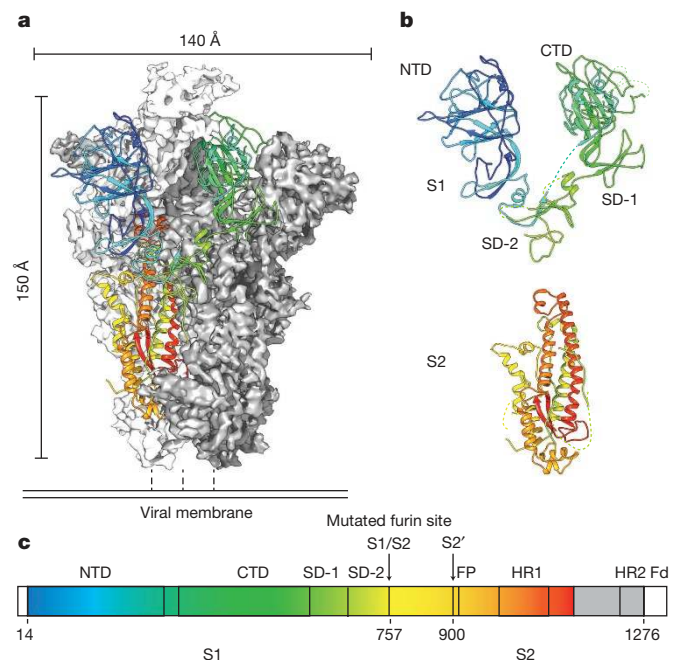 a
140 Å
150 Å
Viral membrane
b
NTD
CTD
S1
SD-1
SD-2
S2
Mutated furin site
c
S1/S2
S2′
NTD
CTD
SD-1
SD-2
FP
HR1
HR2
Fd
14
757
900
1276
S1
S2